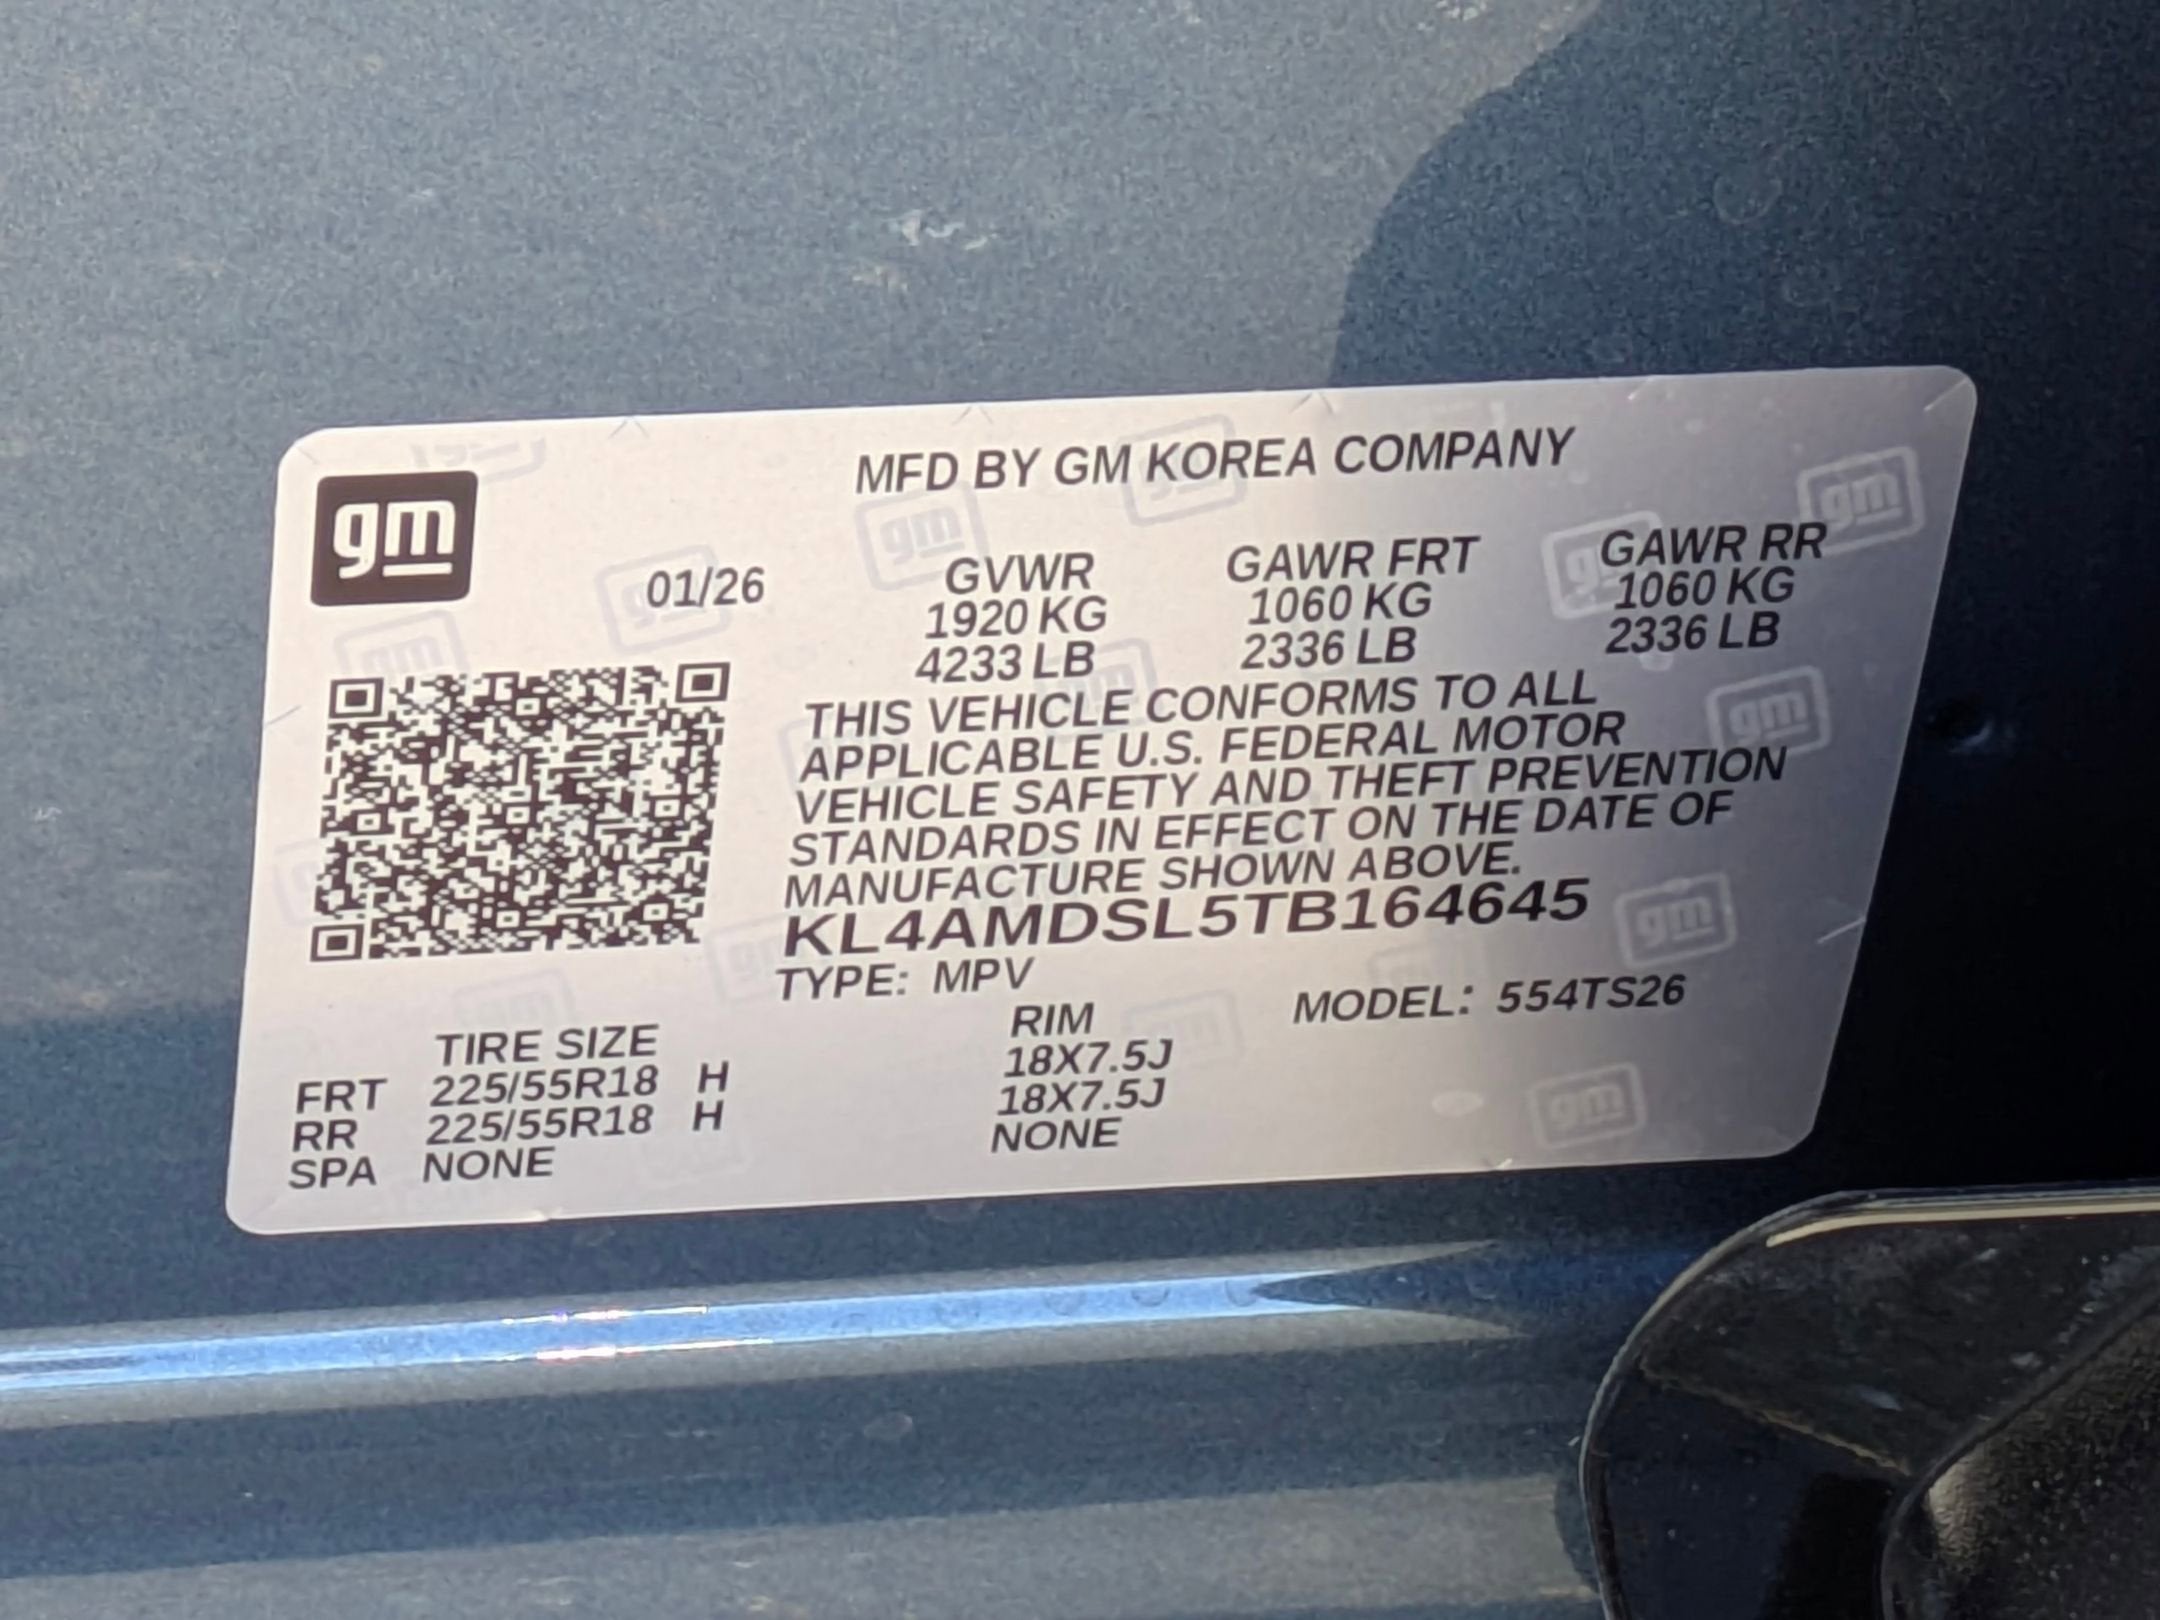 gm
MFD BY GM KOREA COMPANY
01/26
GVWR GAWR FRT GAWR RR
1920 KG 1060 KG 1060 KG
4233 LB 2336 LB 2336 LB
THIS VEHICLE CONFORMS TO ALL
APPLICABLE U.S. FEDERAL MOTOR
VEHICLE SAFETY AND THEFT PREVENTION
STANDARDS IN EFFECT ON THE DATE OF
MANUFACTURE SHOWN ABOVE.
KL4AMDSL5TB164645
TYPE: MPV MODEL: 554TS26
TIRE SIZE RIM
FRT 225/55R18 H 18X7.5J
RR 225/55R18 H 18X7.5J
SPA NONE NONE